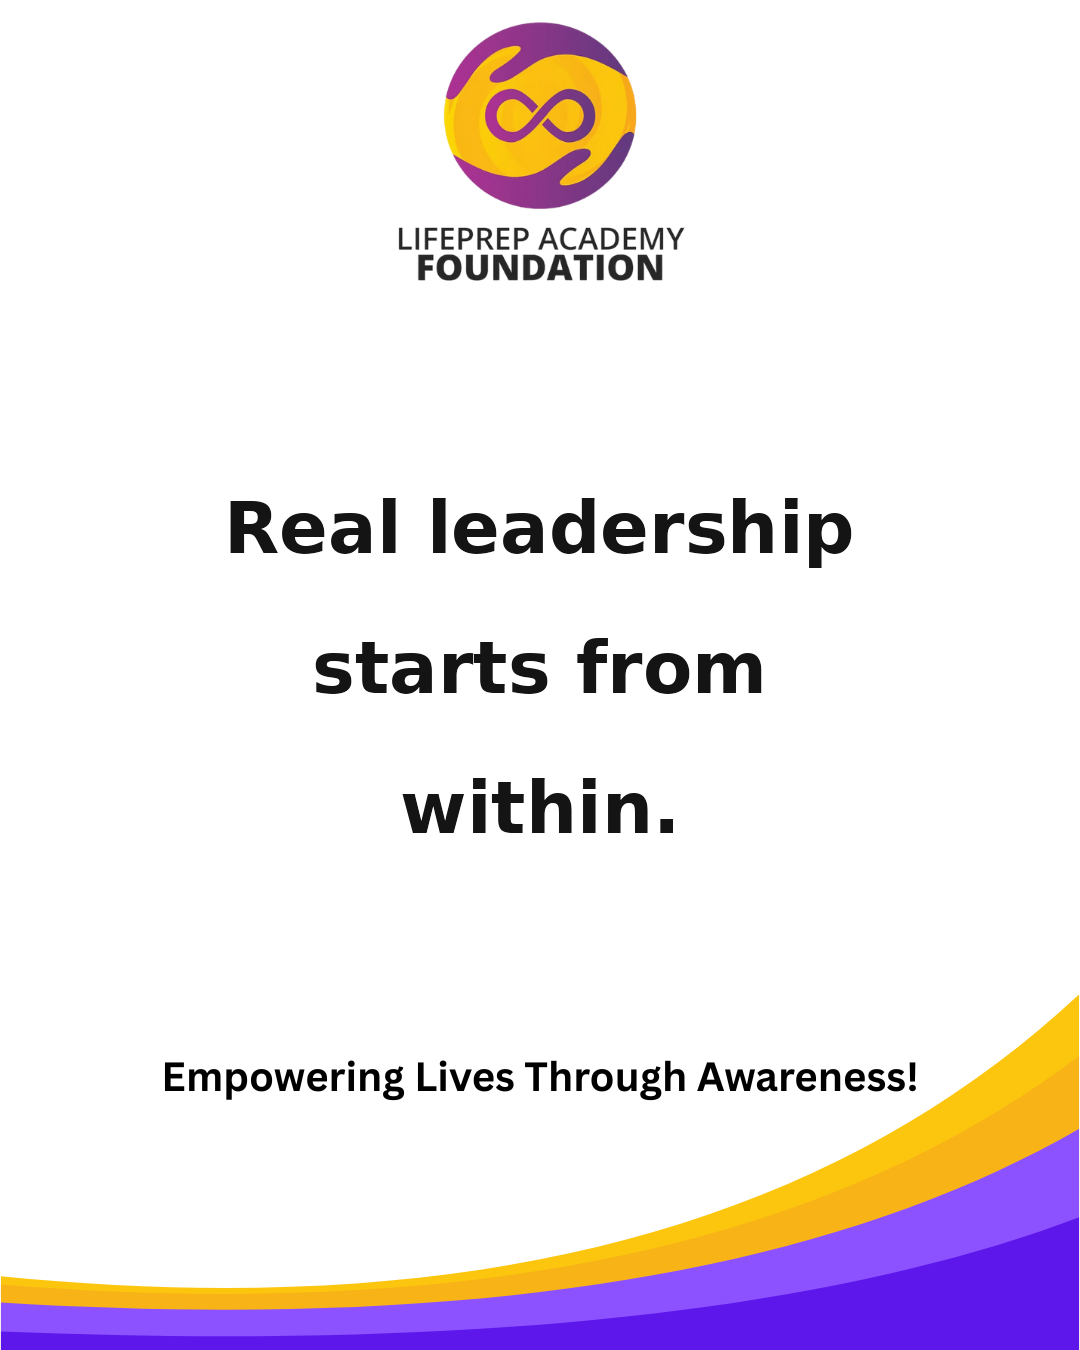 LIFEPREP ACADEMY
FOUNDATION
Real leadership
starts from
within.
Empowering Lives Through Awareness!